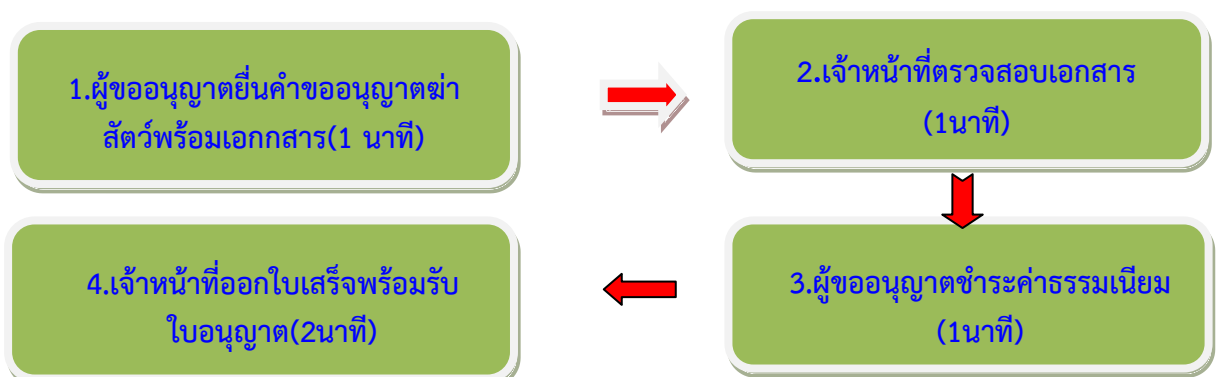 1.ผู้ขออนุญาตยื่นคำขออนุญาตฆ่า
สัตว์พร้อมเอกกสาร(1 นาที)
2.เจ้าหน้าที่ตรวจสอบเอกสาร
(1นาที)
3.ผู้ขออนุญาตชำระค่าธรรมเนียม
(1นาที)
4.เจ้าหน้าที่ออกใบเสร็จพร้อมรับ
ใบอนุญาต(2นาที)